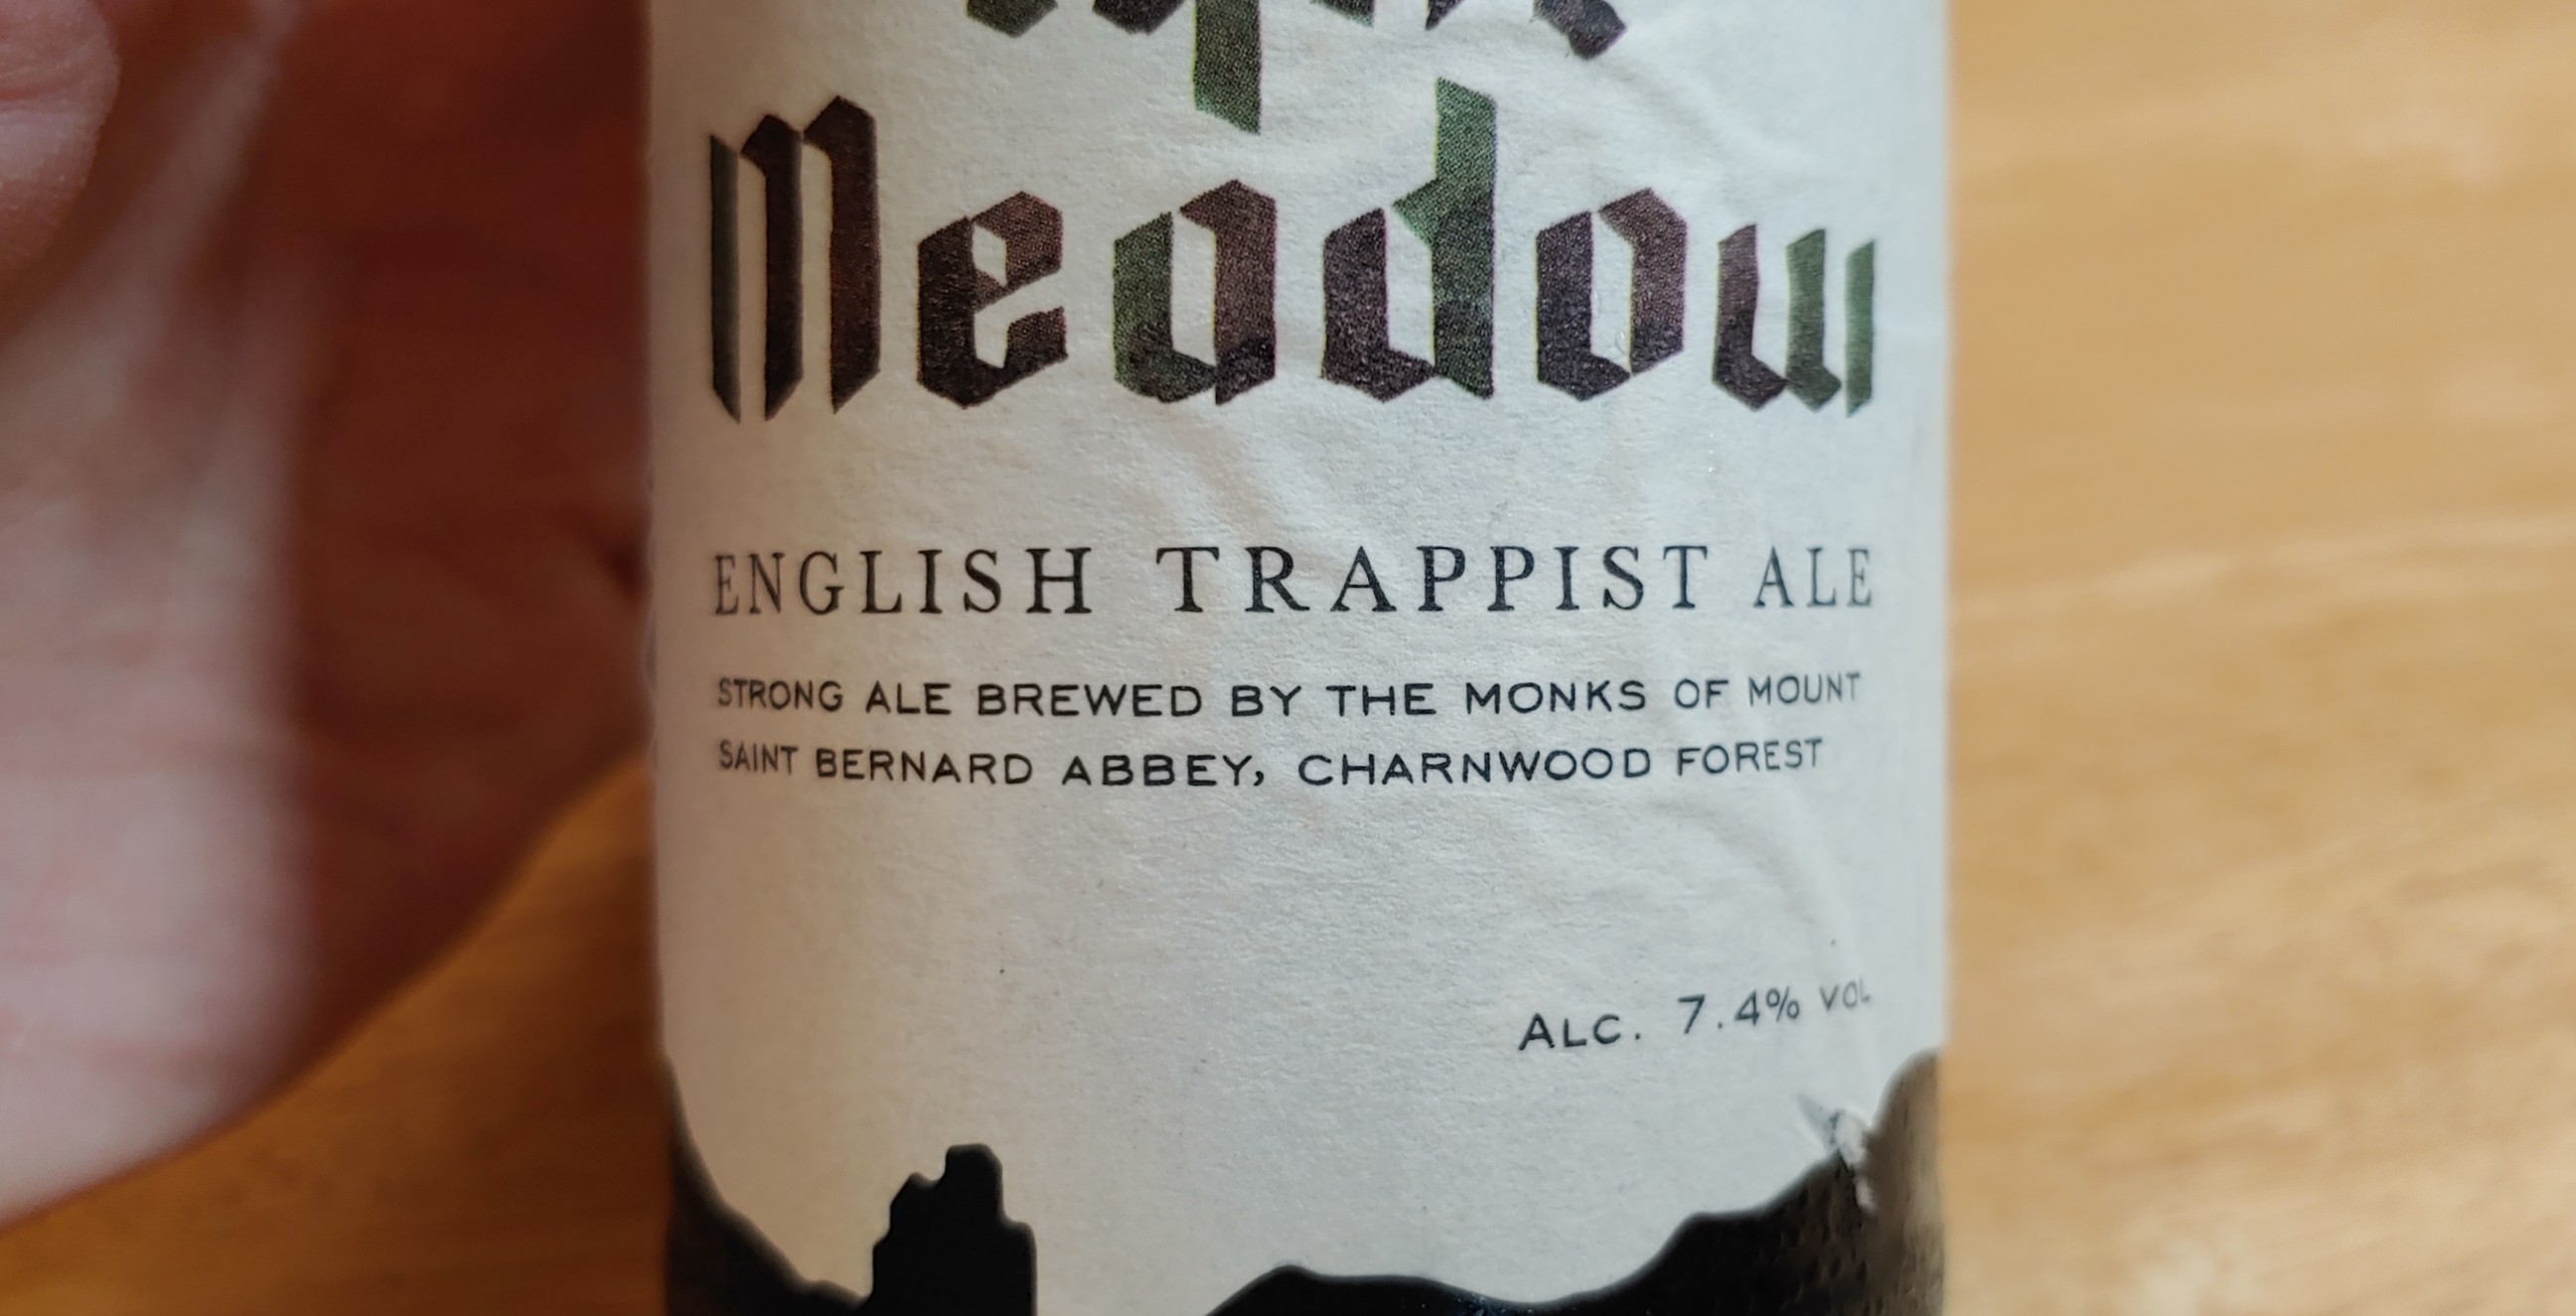 Meadow
ENGLISH TRAPPIST ALE
STRONG ALE BREWED BY THE MONKS OF MOUNT
SAINT BERNARD ABBEY, CHARNWOOD FOREST
ALC. 7.4% VOL